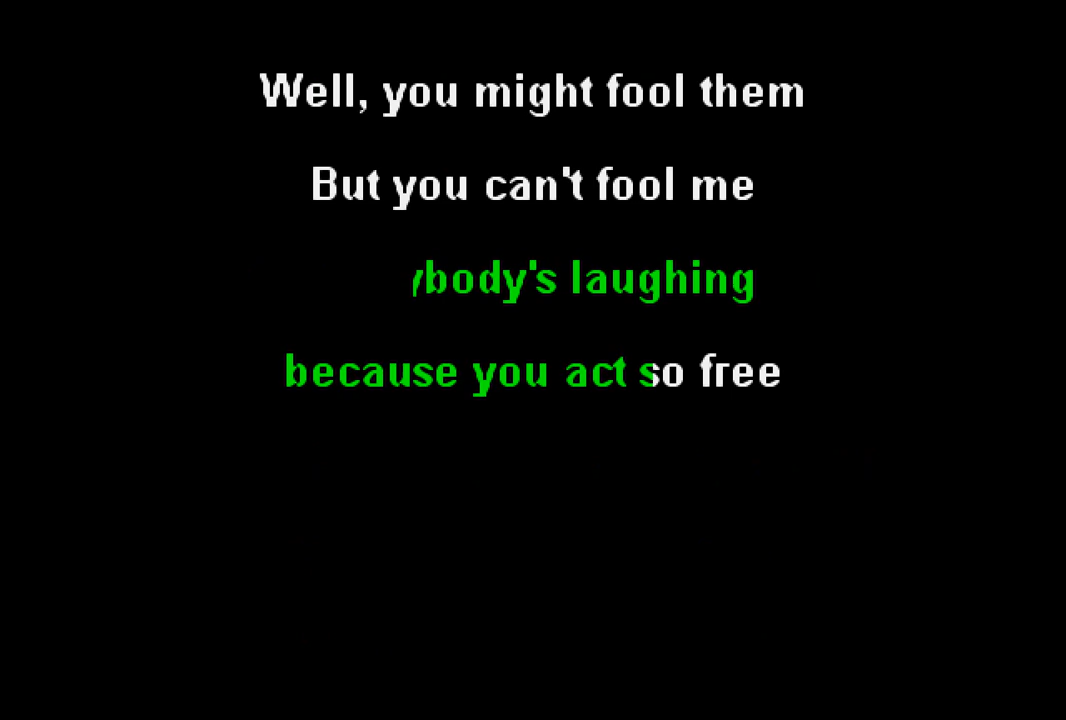 Well, you might fool them
But you can't fool me
ybody's laughing
because you act so free